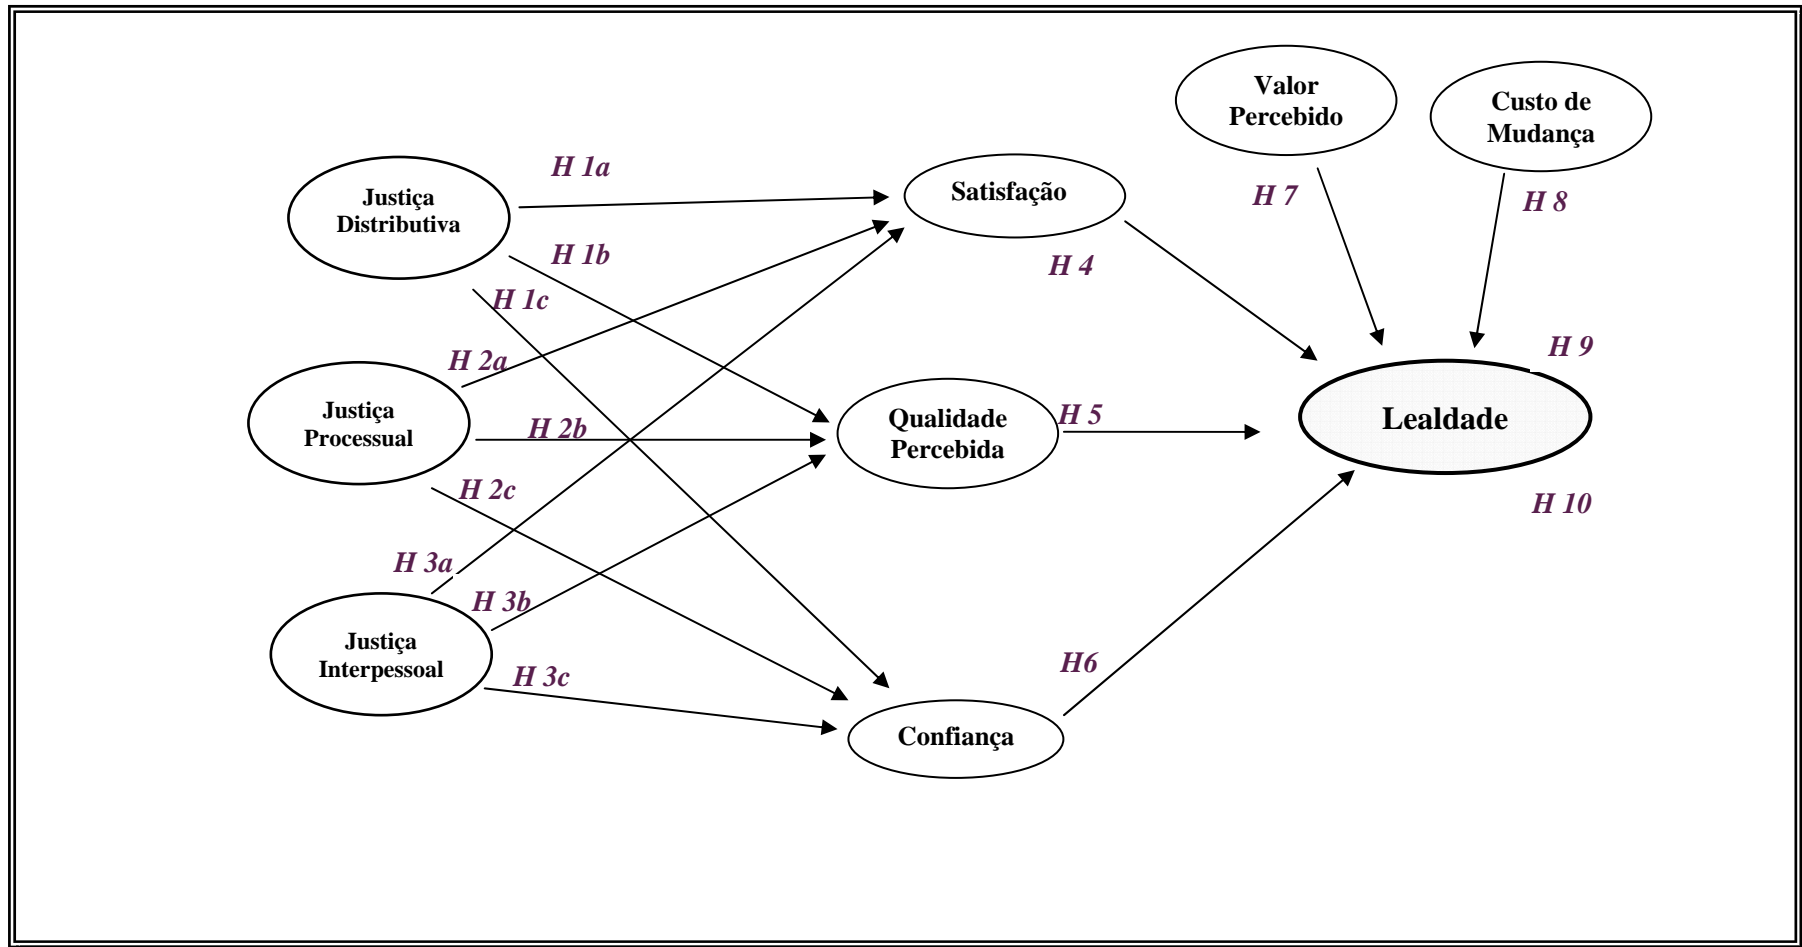 Valor
Percebido
Custo de
Mudança
H 1a
Justiça
Distributiva
Satisfação
H 7
H 8
H 1b
H 4
H 1c
H 9
H 2a
Justiça
Processual
H 2b
Qualidade
Percebida
H 5
Lealdade
H 2c
H 10
H 3a
H 3b
Justiça
Interpessoal
H 3c
H6
Confiança